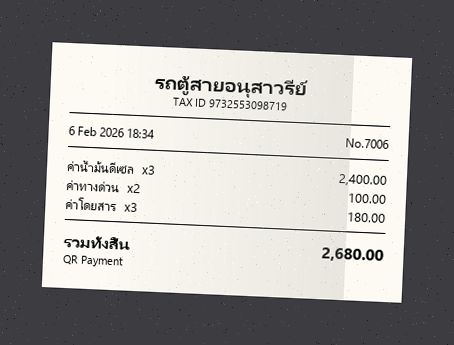 รถตู้สายอนุสาวรีย์
TAX ID 9732553098719
6 Feb 2026 18:34 No.7006
ค่าน้ำมันดีเซล x3 2,400.00
ค่าทางด่วน x2 100.00
ค่าโดยสาร x3 180.00
รวมทั้งสิ้น 2,680.00
QR Payment